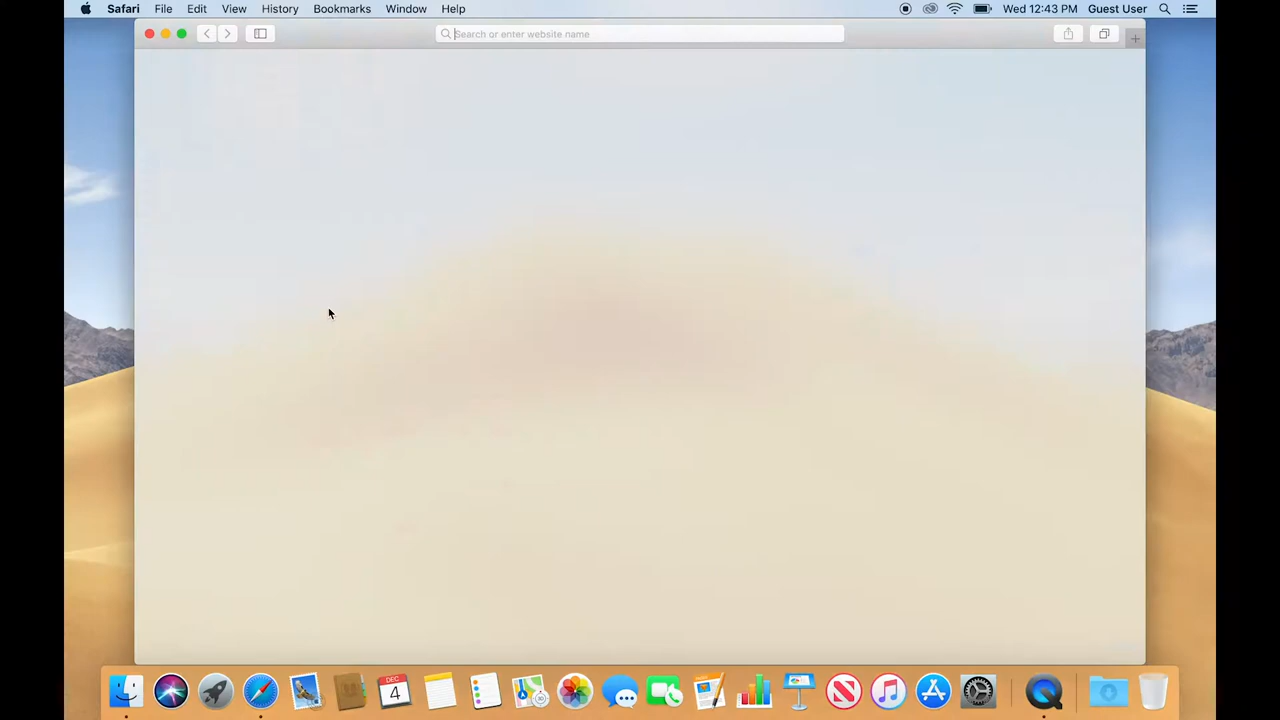 Safari File Edit View History Bookmarks Window Help Wed 12:43 PM Guest User
Search or enter website name
DEC
4